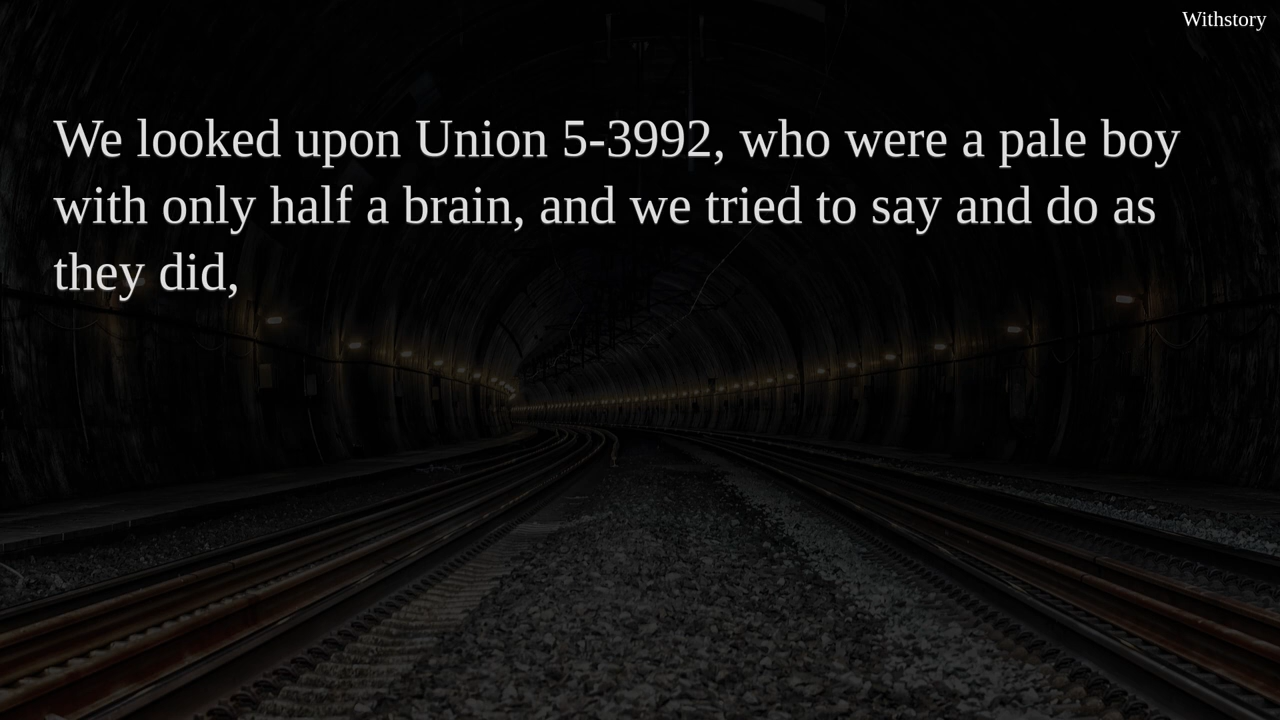 Withstory
We looked upon Union 5-3992, who were a pale boy
with only half a brain, and we tried to say and do as
they did,